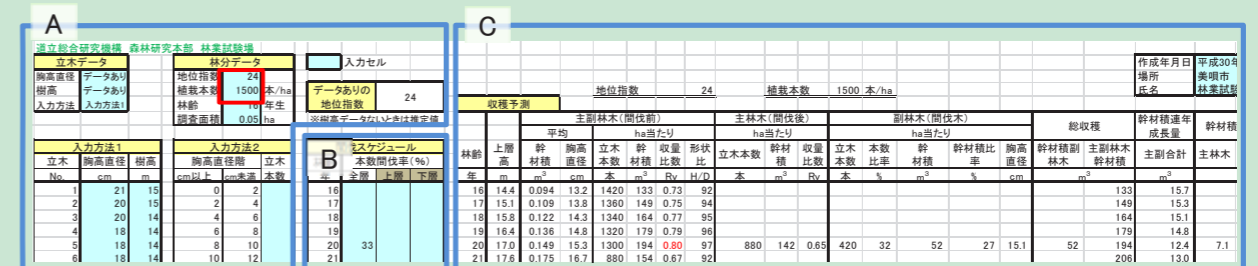 A
C
道立総合研究機構 森林研究本部 林業試験場
立木データ 林分データ 入力セル 作成年月日 平成30年
胸高直径 データあり 地位指数 24 場所 美唄市
樹高 データあり 植栽本数 1500 本/ha データありの地位指数 24 地位指数 24 植栽本数 1500 本/ha 氏名 林業試験
入力方法 入力方法1 林齢 16 年生 収穫予測
調査面積 0.05 ha ※樹高データないときは推定値
主副林木(間伐前) 主林木(間伐後) 副林木(間伐木) 総収穫 幹材積連年成長量 幹材積
平均 ha当たり ha当たり ha当たり
B
入力方法1 入力方法2 スケジュール
立木 胸高直径 樹高 胸高直径階 立木 本数間伐率(%) 林齢 上層高 幹材積 胸高直径 立木本数 幹材積 収量比数 形状比 立木本数 幹材積 収量比数 立木本数 本数比率 幹材積 幹材積比率 胸高直径 幹材積副林木 主副林木幹材積 主副合計 主林木
No. cm m cm以上 cm未満 本数 年 全層 上層 下層 年 m m³ cm 本 m³ Rv H/D 本 m³ Rv 本 % m³ % cm m³ m³
1 21 15 0 2 16 16 14.4 0.094 13.2 1420 133 0.73 92 133 15.7
2 20 15 2 4 17 17 15.1 0.109 13.8 1360 149 0.75 94 149 15.3
3 20 14 4 6 18 18 15.8 0.122 14.3 1340 164 0.77 95 164 15.1
4 18 14 6 8 19 19 16.4 0.136 14.8 1320 179 0.79 96 179 14.8
5 18 14 8 10 20 33 20 17.0 0.149 15.3 1300 194 0.80 97 880 142 0.65 420 32 52 27 15.1 52 194 12.4 7.1
6 18 14 10 12 21 21 17.6 0.175 16.7 880 154 0.67 92 206 13.0